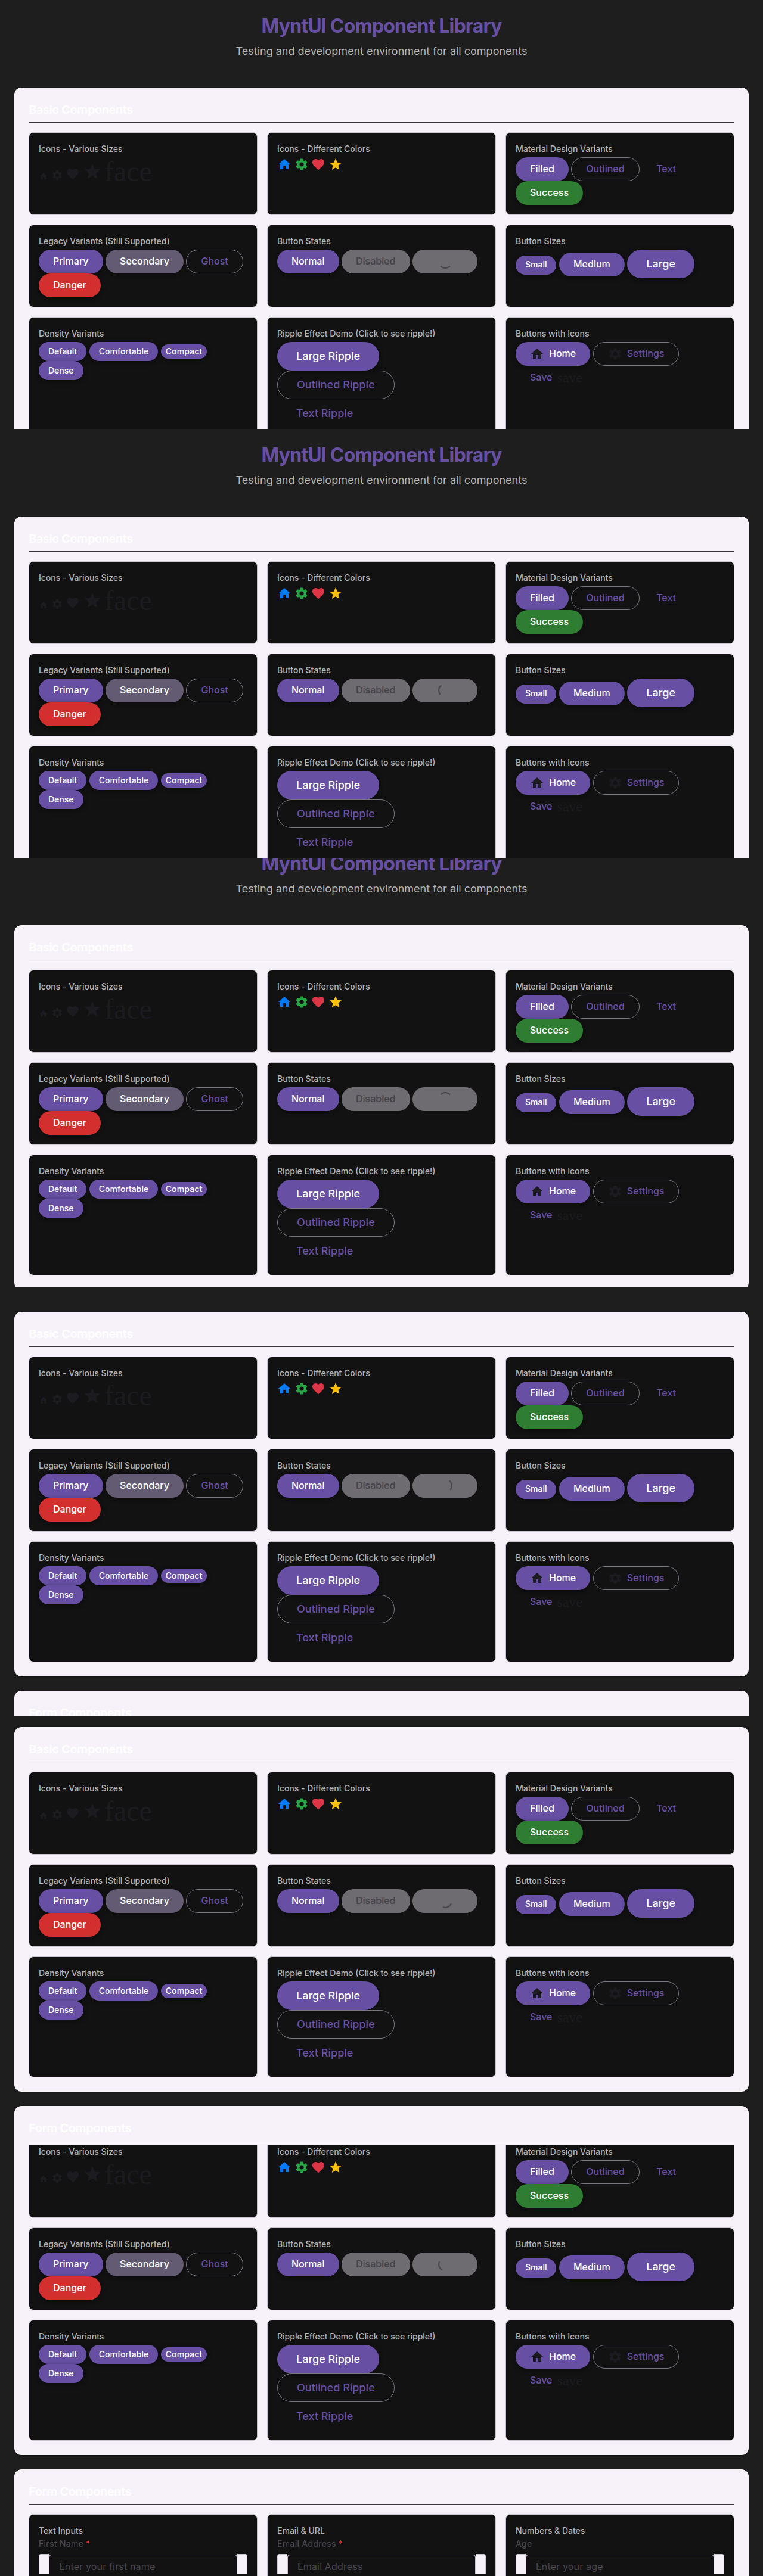 MyntUI Component Library
Testing and development environment for all components
Basic Components
Icons - Various Sizes
face
Icons - Different Colors
Material Design Variants
Filled Outlined Text
Success
Legacy Variants (Still Supported)
Primary Secondary Ghost
Danger
Button States
Normal Disabled
Button Sizes
Small Medium Large
Density Variants
Default Comfortable Compact
Dense
Ripple Effect Demo (Click to see ripple!)
Large Ripple
Outlined Ripple
Text Ripple
Buttons with Icons
Home Settings
Save save
MyntUI Component Library
Testing and development environment for all components
Basic Components
Icons - Various Sizes
face
Icons - Different Colors
Material Design Variants
Filled Outlined Text
Success
Legacy Variants (Still Supported)
Primary Secondary Ghost
Danger
Button States
Normal Disabled
Button Sizes
Small Medium Large
Density Variants
Default Comfortable Compact
Dense
Ripple Effect Demo (Click to see ripple!)
Large Ripple
Outlined Ripple
Text Ripple
Buttons with Icons
Home Settings
Save save
MyntUI Component Library
Testing and development environment for all components
Basic Components
Icons - Various Sizes
face
Icons - Different Colors
Material Design Variants
Filled Outlined Text
Success
Legacy Variants (Still Supported)
Primary Secondary Ghost
Danger
Button States
Normal Disabled
Button Sizes
Small Medium Large
Density Variants
Default Comfortable Compact
Dense
Ripple Effect Demo (Click to see ripple!)
Large Ripple
Outlined Ripple
Text Ripple
Buttons with Icons
Home Settings
Save save
Basic Components
Icons - Various Sizes
face
Icons - Different Colors
Material Design Variants
Filled Outlined Text
Success
Legacy Variants (Still Supported)
Primary Secondary Ghost
Danger
Button States
Normal Disabled
Button Sizes
Small Medium Large
Density Variants
Default Comfortable Compact
Dense
Ripple Effect Demo (Click to see ripple!)
Large Ripple
Outlined Ripple
Text Ripple
Buttons with Icons
Home Settings
Save save
Form Components
Basic Components
Icons - Various Sizes
face
Icons - Different Colors
Material Design Variants
Filled Outlined Text
Success
Legacy Variants (Still Supported)
Primary Secondary Ghost
Danger
Button States
Normal Disabled
Button Sizes
Small Medium Large
Density Variants
Default Comfortable Compact
Dense
Ripple Effect Demo (Click to see ripple!)
Large Ripple
Outlined Ripple
Text Ripple
Buttons with Icons
Home Settings
Save save
Form Components
Icons - Various Sizes
face
Icons - Different Colors
Material Design Variants
Filled Outlined Text
Success
Legacy Variants (Still Supported)
Primary Secondary Ghost
Danger
Button States
Normal Disabled
Button Sizes
Small Medium Large
Density Variants
Default Comfortable Compact
Dense
Ripple Effect Demo (Click to see ripple!)
Large Ripple
Outlined Ripple
Text Ripple
Buttons with Icons
Home Settings
Save save
Form Components
Text Inputs
First Name *
Enter your first name
Email & URL
Email Address *
Email Address
Numbers & Dates
Age
Enter your age